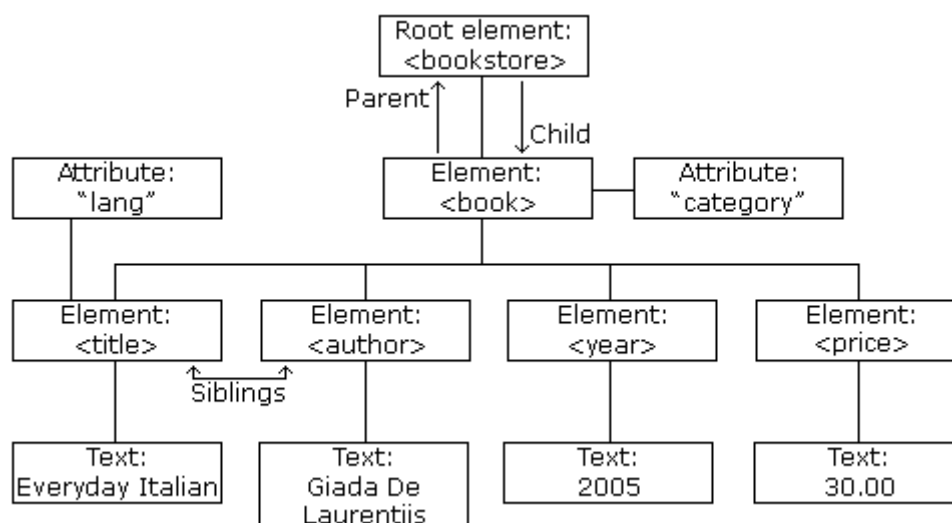 Root element:
<bookstore>
Parent
Child
Attribute:
“lang”
Element:
<book>
Attribute:
“category”
Element:
<title>
Element:
<author>
Element:
<year>
Element:
<price>
Siblings
Text:
Everyday Italian
Text:
Giada De
Laurentiis
Text:
2005
Text:
30.00